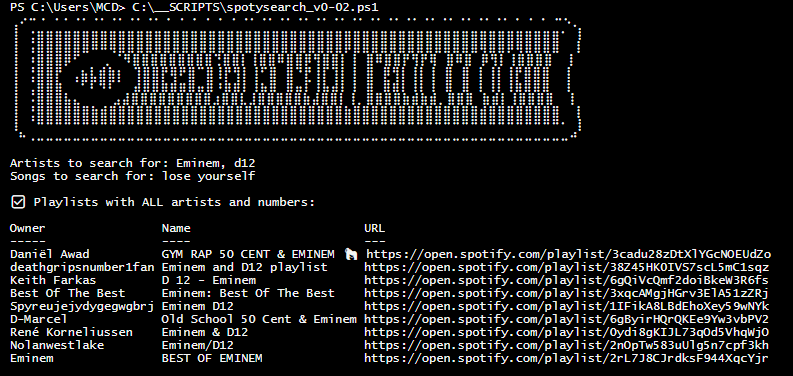 PS C:\Users\MCD> C:\__SCRIPTS\spotysearch_v0-02.ps1
Artists to search for: Eminem, d12
Songs to search for: lose yourself
☑ Playlists with ALL artists and numbers:
Owner Name URL
----- ---- ---
Daniël Awad GYM RAP 50 CENT & EMINEM 🦍 https://open.spotify.com/playlist/3cadu28zDtXlYGcNOEUdZo
deathgripsnumber1fan Eminem and D12 playlist https://open.spotify.com/playlist/38Z45HKOIVS7scL5mC1sqz
Keith Farkas D 12 - Eminem https://open.spotify.com/playlist/6gQiVcQmf2doiBkeW3R6fs
Best Of The Best Eminem: Best Of The Best https://open.spotify.com/playlist/3xqcAMgjHGrv3ElA51zZRj
Spyreujejydygegwgbrj Eminem D12 https://open.spotify.com/playlist/1IFikA8LBdEhoXey59wNYk
D-Marcel Old School 50 Cent & Eminem https://open.spotify.com/playlist/6gByirHQrQKEe9Yw3vbPV2
René Korneliussen Eminem & D12 https://open.spotify.com/playlist/0ydi8gKIJL73qOd5VhqWjO
Nolanwestlake Eminem/D12 https://open.spotify.com/playlist/2nOpTw583uUlg5n7cpf3kh
Eminem BEST OF EMINEM https://open.spotify.com/playlist/2rL7J8CJrdksF944XqcYjr